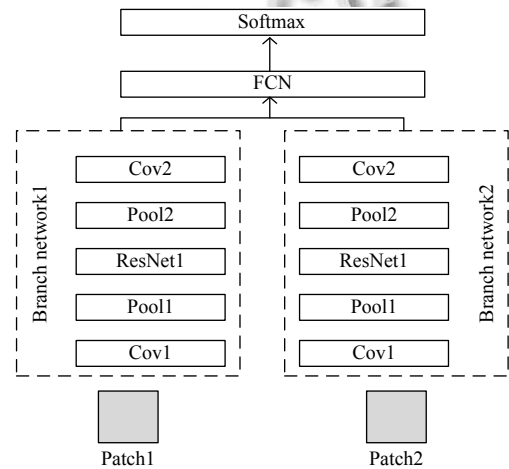 Softmax
FCN
Branch network1
Cov2
Pool2
ResNet1
Pool1
Cov1
Patch1
Cov2
Pool2
ResNet1
Pool1
Cov1
Branch network2
Patch2